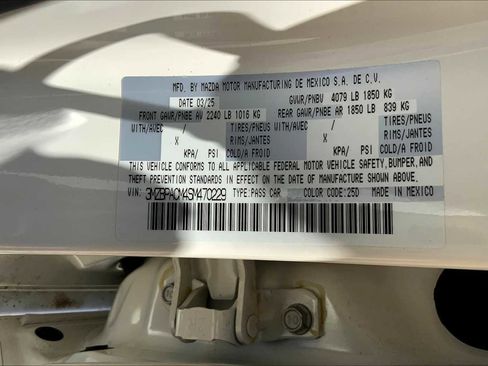 MFD. BY MAZDA MOTOR MANUFACTURING DE MEXICO S.A. DE C.V.
DATE 03/25 GVWR/PNBV 4079 LB 1850 KG
FRONT GAWR/PNBE AV 2240 LB 1016 KG REAR GAWR/PNBE AR 1850 LB 839 KG
WITH/AVEC / TIRES/PNEUS WITH/AVEC / TIRES/PNEUS
X RIMS/JANTES X RIMS/JANTES
KPA/ PSI COLD/A FROID KPA/ PSI COLD/A FROID
THIS VEHICLE CONFORMS TO ALL APPLICABLE FEDERAL MOTOR VEHICLE SAFETY, BUMPER, AND
THEFT PREVENTION STANDARDS IN EFFECT ON THE DATE OF MANUFACTURE SHOWN ABOVE.
VIN: TYPE: PASS CAR COLOR CODE: 25D MADE IN MEXICO